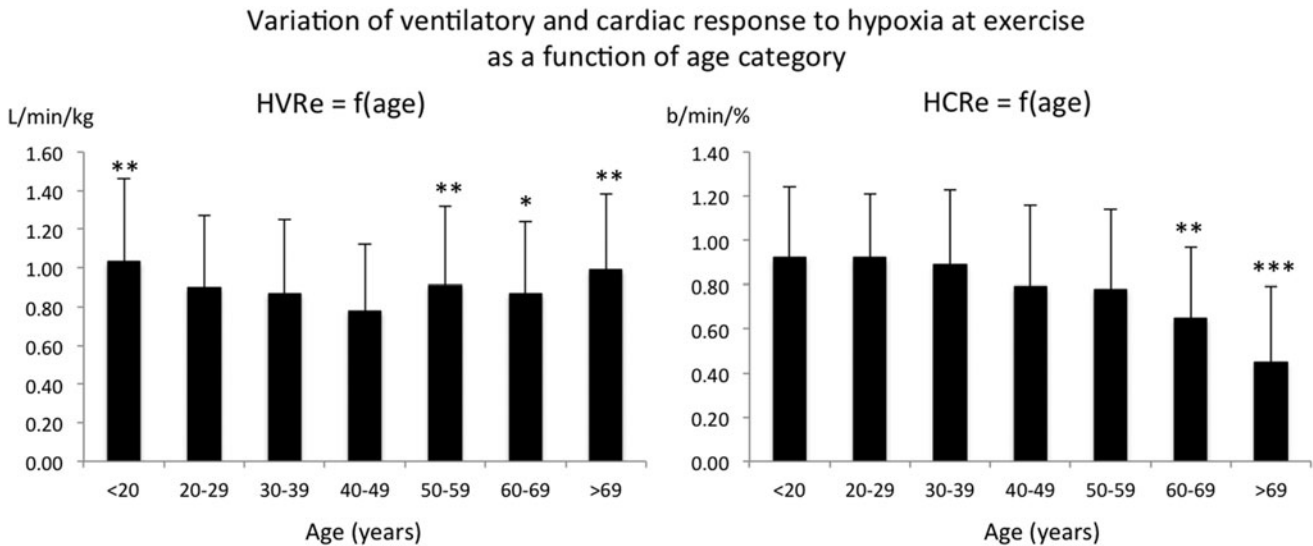 Variation of ventilatory and cardiac response to hypoxia at exercise
as a function of age category
L/min/kg
HVRe = f(age)
1.60
1.40
1.20
1.00
0.80
0.60
0.40
0.20
0.00
**
**
*
**
<20 20-29 30-39 40-49 50-59 60-69 >69
Age (years)
b/min/%
HCRe = f(age)
1.40
1.20
1.00
0.80
0.60
0.40
0.20
0.00
**
***
<20 20-29 30-39 40-49 50-59 60-69 >69
Age (years)